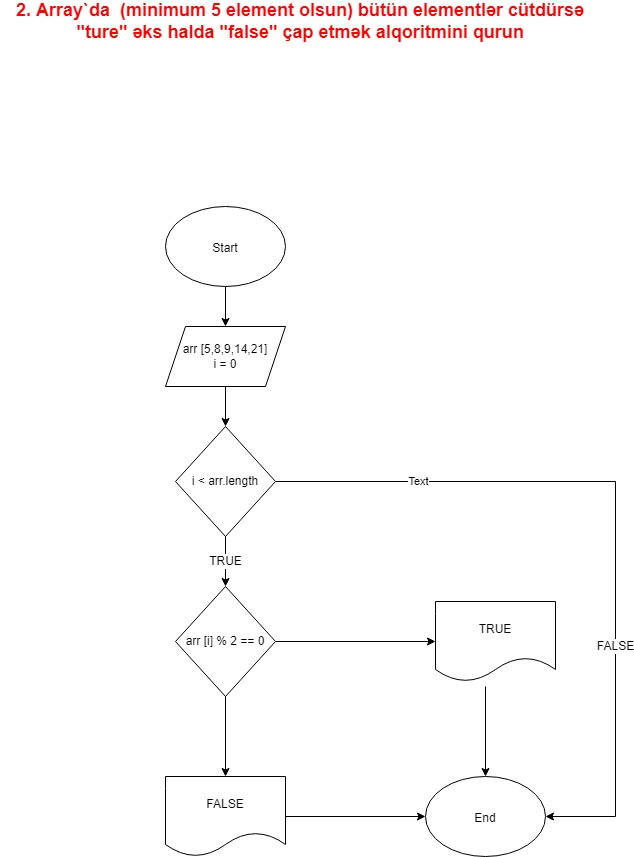 2. Array`da  (minimum 5 element olsun) bütün elementlər cütdürsə
"ture" əks halda "false" çap etmək alqoritmini qurun
Start
arr [5,8,9,14,21]
i = 0
i < arr.length
Text
TRUE
arr [i] % 2 == 0
TRUE
FALSE
FALSE
End